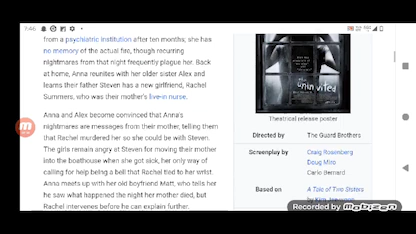 7:46
from a psychiatric institution after ten months; she has
no memory of the actual fire, though recurring
nightmares from that night frequently plague her. Back
at home, Anna reunites with her older sister Alex and
learns their father Steven has a new girlfriend, Rachel
Summers, who was their mother's live-in nurse.
Anna and Alex become convinced that Anna's
nightmares are messages from their mother, telling them
that Rachel murdered her so she could be with Steven.
The girls remain angry at Steven for moving their mother
into the boathouse when she got sick, her only way of
calling for help being a bell that Rachel tied to her wrist.
Anna meets up with her old boyfriend Matt, who tells he
he saw what happened the night her mother died, but
Rachel intervenes before he can explain further.
the uninvited
Theatrical release poster
Directed by The Guard Brothers
Screenplay by Craig Rosenberg
Doug Miro
Carlo Bernard
Based on A Tale of Two Sisters
by Kim Jee-woon
Recorded by mobizen